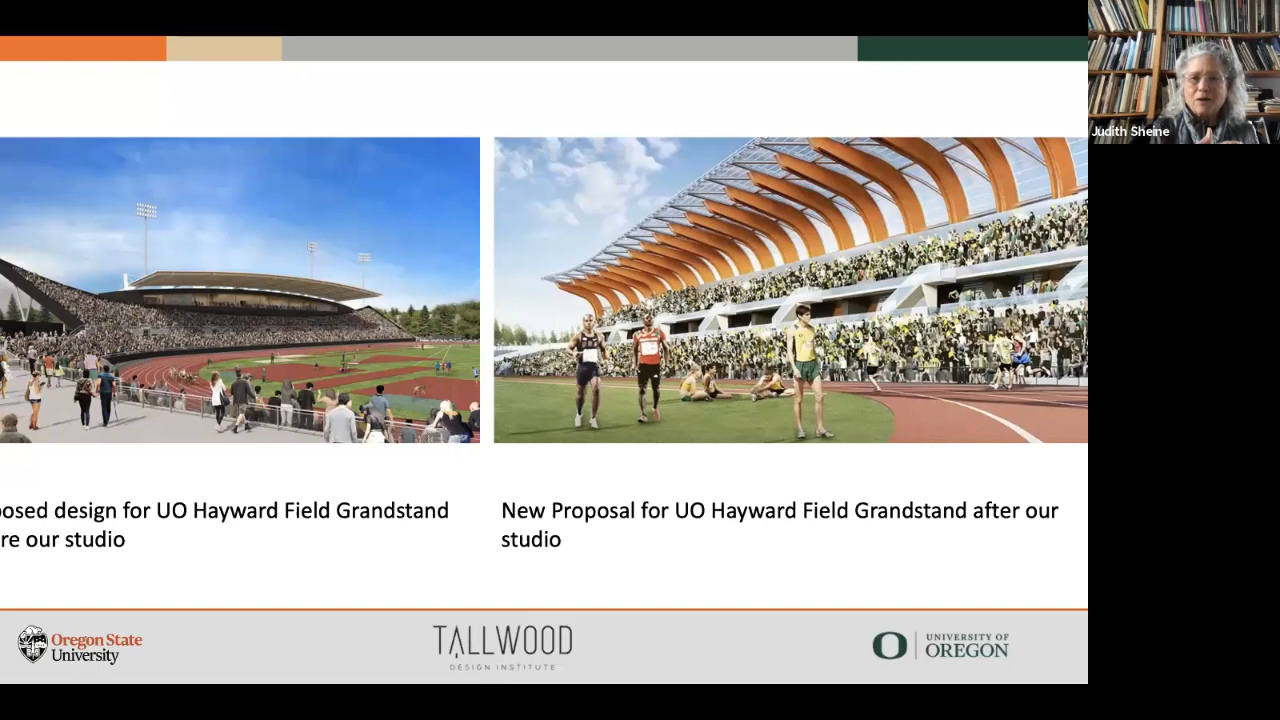 Judith Sheine
posed design for UO Hayward Field Grandstand
re our studio
New Proposal for UO Hayward Field Grandstand after our
studio
Oregon State
University
TALLWOOD
DESIGN INSTITUTE
O
UNIVERSITY OF
OREGON